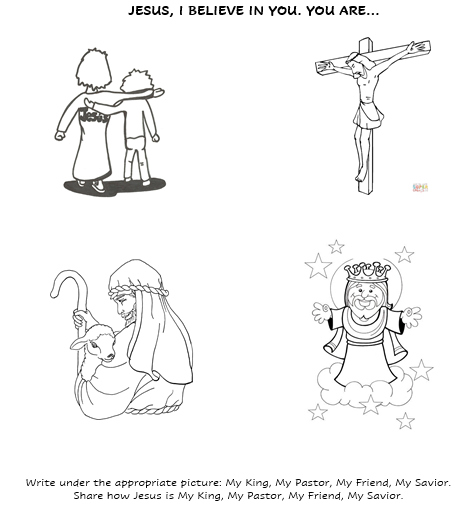 JESUS, I BELIEVE IN YOU. YOU ARE...
Jesus
Write under the appropriate picture: My King, My Pastor, My Friend, My Savior.
Share how Jesus is My King, My Pastor, My Friend, My Savior.